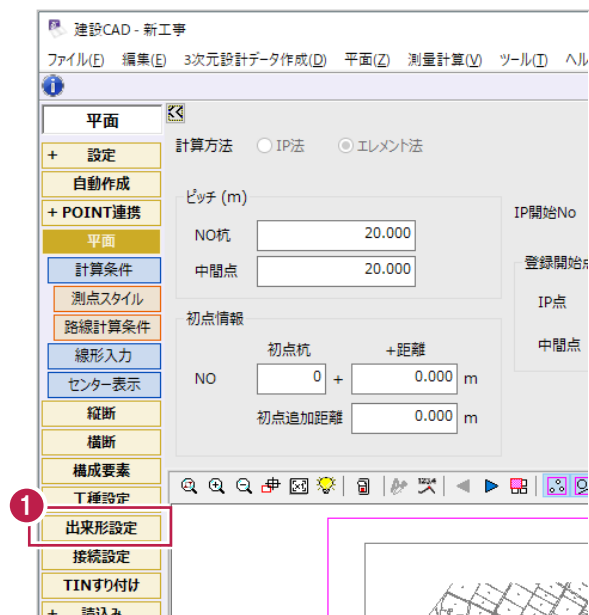 建設CAD - 新工事
ファイル(F) 編集(E) 3次元設計データ作成(D) 平面(Z) 測量計算(V) ツール(T) ヘル
平面
+ 設定
自動作成
+ POINT連携
平面
計算条件
測点スタイル
路線計算条件
線形入力
センター表示
縦断
横断
構成要素
工種設定
1
出来形設定
接続設定
TINすり付け
+ 読込み
計算方法 IP法 エレメント法
ピッチ (m)
NO杭 20.000
中間点 20.000
初点情報
初点杭 +距離
NO 0 + 0.000 m
初点追加距離 0.000 m
IP開始No
登録開始点
IP点
中間点